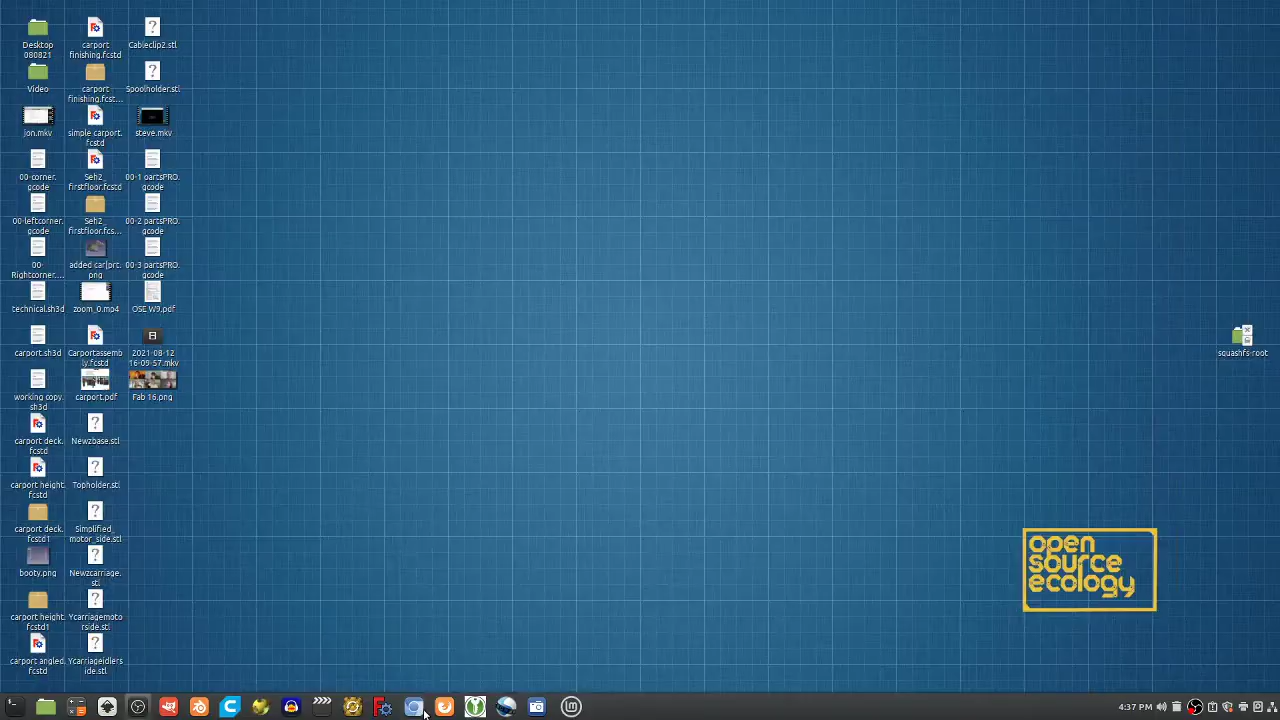 Desktop
080821
Video
jon.mkv
00-corner.
gcode
00-leftcorner.
gcode
00-
Rightcorner....
technical.sh3d
carport.sh3d
working copy.
sh3d
carport deck.
fcstd
carport height.
fcstd
carport deck.
fcstd1
booty.png
carport height.
fcstd1
carport angled.
fcstd
carport
finishing.fcstd
carport
finishing.fcst...
simple carport.
fcstd
Seh2_
firstfloor.fcstd
Seh2_
firstfloor.fcs...
added car[prt.
png
zoom_0.mp4
Carportassemb
ly.fcstd
carport.pdf
Newzbase.stl
Topholder.stl
Simplified_
motor_side.stl
Newzcarriage.
stl
Ycarriagemoto
rside.stl
Ycarriageidlers
ide.stl
Cableclip2.stl
Spoolholder.stl
steve.mkv
00-1 oartsPRO.
gcode
00-2 partsPRO.
gcode
00-3 partsPRO.
gcode
OSE W9.pdf
2021-08-12
16-09-57.mkv
Fab 16.png
squashfs-root
open
source
ecology
4:37 PM